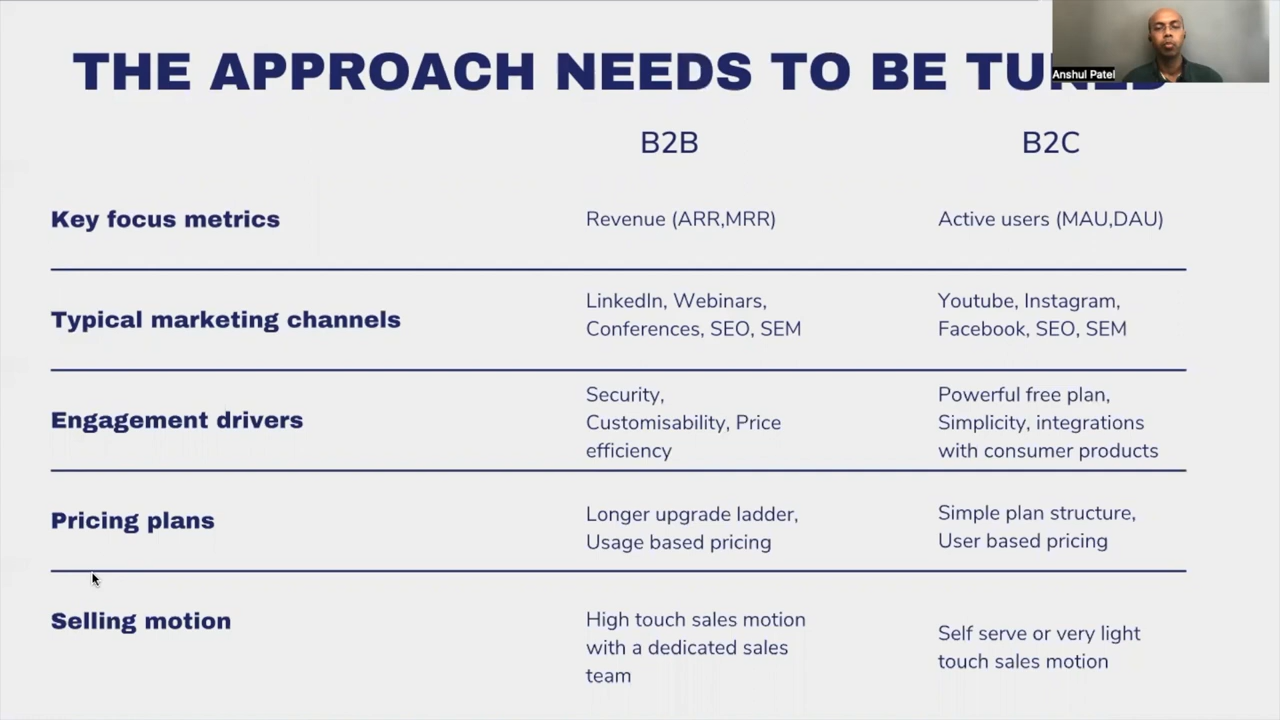 THE APPROACH NEEDS TO BE TUNED
Anshul Patel
B2B
B2C
Key focus metrics
Revenue (ARR,MRR)
Active users (MAU,DAU)
Typical marketing channels
LinkedIn, Webinars,
Conferences, SEO, SEM
Youtube, Instagram,
Facebook, SEO, SEM
Engagement drivers
Security,
Customisability, Price
efficiency
Powerful free plan,
Simplicity, integrations
with consumer products
Pricing plans
Longer upgrade ladder,
Usage based pricing
Simple plan structure,
User based pricing
Selling motion
High touch sales motion
with a dedicated sales
team
Self serve or very light
touch sales motion